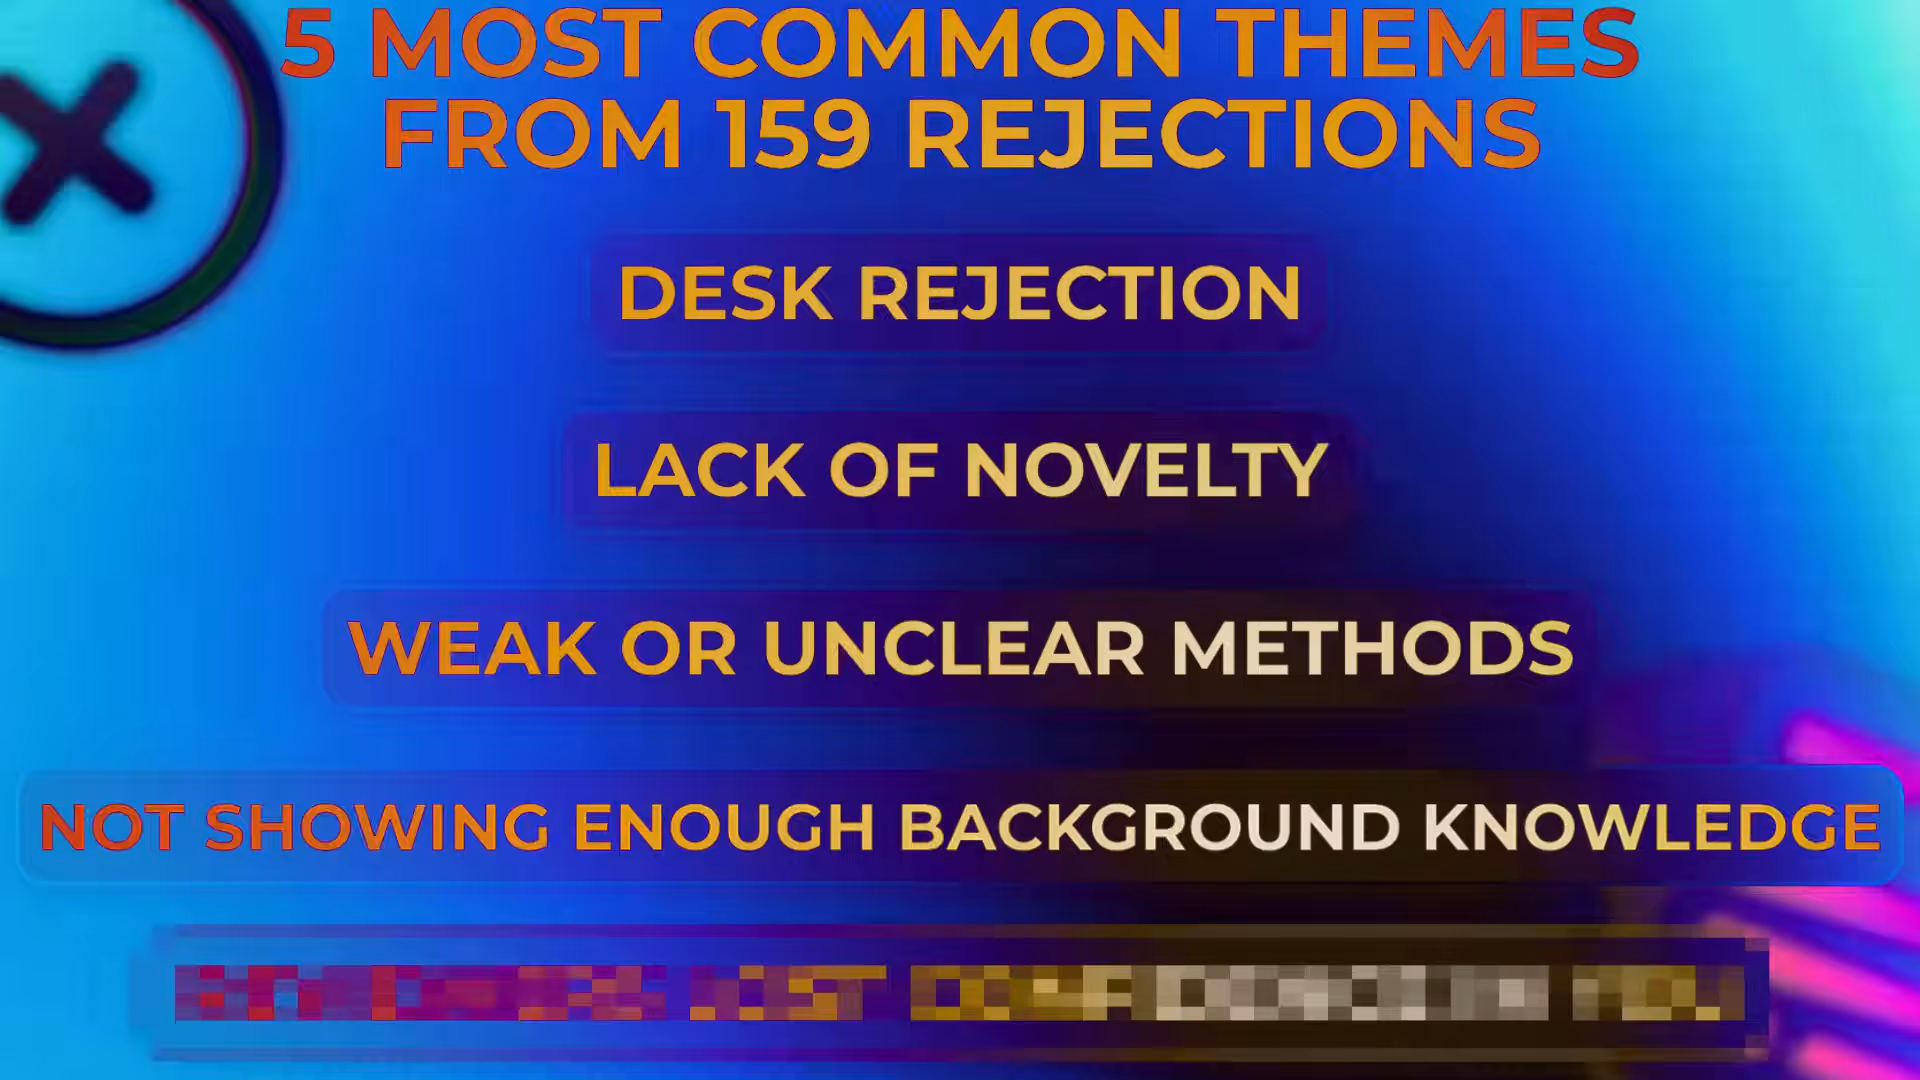 5 MOST COMMON THEMES
FROM 159 REJECTIONS
DESK REJECTION
LACK OF NOVELTY
WEAK OR UNCLEAR METHODS
NOT SHOWING ENOUGH BACKGROUND KNOWLEDGE